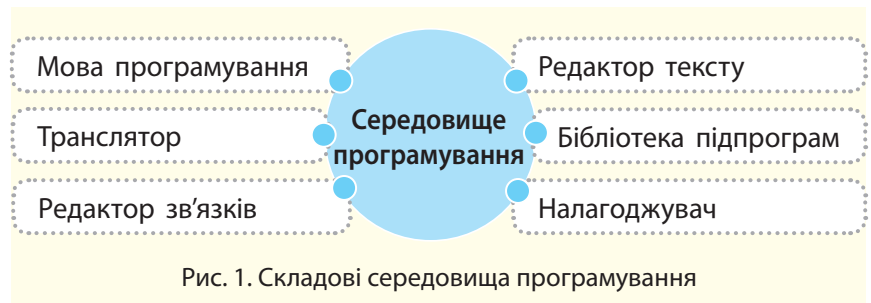 Мова програмування
Транслятор
Редактор зв'язків
Середовище
програмування
Редактор тексту
Бібліотека підпрограм
Налагоджувач
Рис. 1. Складові середовища програмування